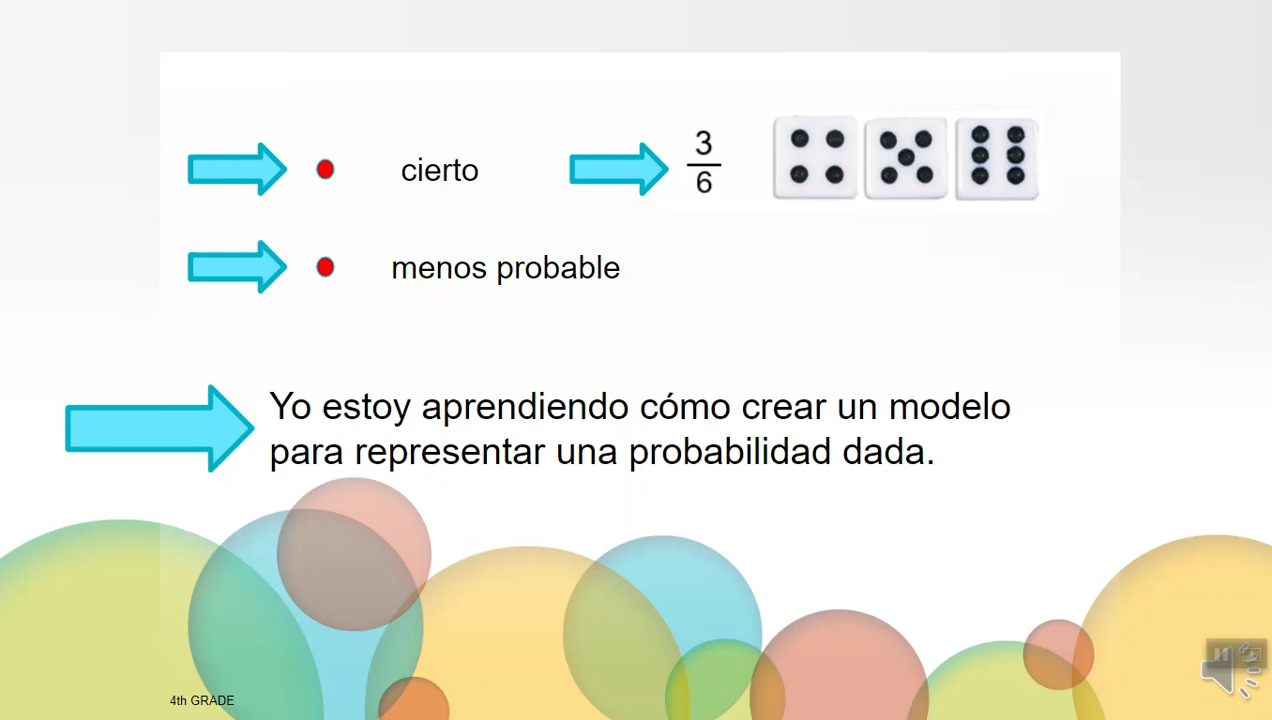 cierto
3
6
menos probable
Yo estoy aprendiendo cómo crear un modelo
para representar una probabilidad dada.
4th GRADE